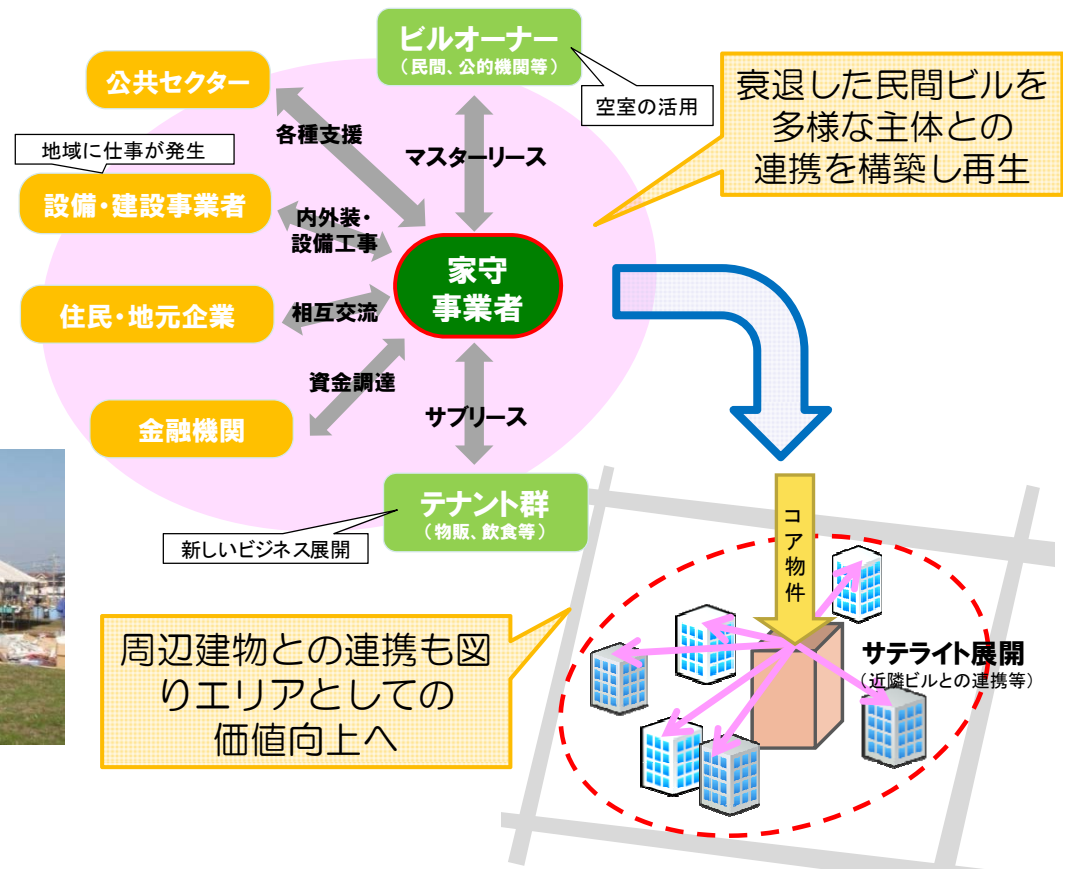 ビルオーナー
(民間、公的機関等)
公共セクター
空室の活用
衰退した民間ビルを
多様な主体との
連携を構築し再生
各種支援
マスターリース
地域に仕事が発生
設備・建設事業者
内外装・
設備工事
家守
事業者
住民・地元企業
相互交流
資金調達
金融機関
サブリース
テナント群
(物販、飲食等)
新しいビジネス展開
コア物件
周辺建物との連携も図
りエリアとしての
価値向上へ
サテライト展開
(近隣ビルとの連携等)